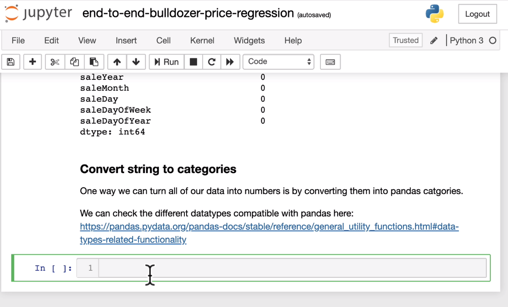 jupyter end-to-end-bulldozer-price-regression (autosaved) Logout
File Edit View Insert Cell Kernel Widgets Help Trusted Python 3
Run Code
saleYear 0
saleMonth 0
saleDay 0
saleDayOfWeek 0
saleDayOfYear 0
dtype: int64
Convert string to categories
One way we can turn all of our data into numbers is by converting them into pandas catgories.
We can check the different datatypes compatible with pandas here:
https://pandas.pydata.org/pandas-docs/stable/reference/general_utility_functions.html#data-
types-related-functionality
In [ ]: 1